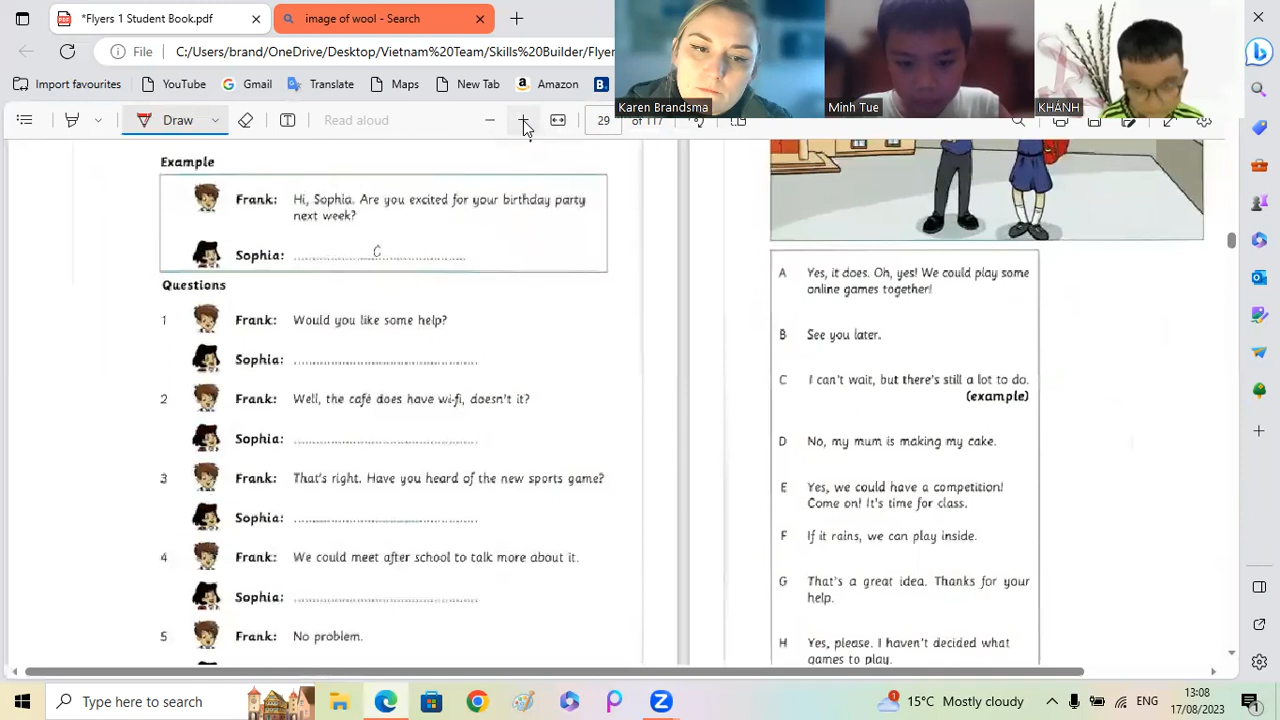 *Flyers 1 Student Book.pdf
image of wool - Search
File
C:/Users/brand/OneDrive/Desktop/Vietnam%20Team/Skills%20Builder/Flyer
Import favourites
YouTube
Gmail
Translate
Maps
New Tab
Amazon
Karen Brandsma
Minh Tue
KHÁNH
Draw
Read aloud
29
of 117
Example
Frank: Hi, Sophia. Are you excited for your birthday party
next week?
Sophia: C
Questions
1 Frank: Would you like some help?
Sophia:
2 Frank: Well, the café does have wi-fi, doesn't it?
Sophia:
3 Frank: That's right. Have you heard of the new sports game?
Sophia:
4 Frank: We could meet after school to talk more about it.
Sophia:
5 Frank: No problem.
A Yes, it does. Oh, yes! We could play some
online games together!
B See you later.
C I can't wait, but there's still a lot to do.
(example)
D No, my mum is making my cake.
E Yes, we could have a competition!
Come on! It's time for class.
F If it rains, we can play inside.
G That's a great idea. Thanks for your
help.
H Yes, please. I haven't decided what
games to play.
Type here to search
15°C Mostly cloudy
ENG
13:08
17/08/2023